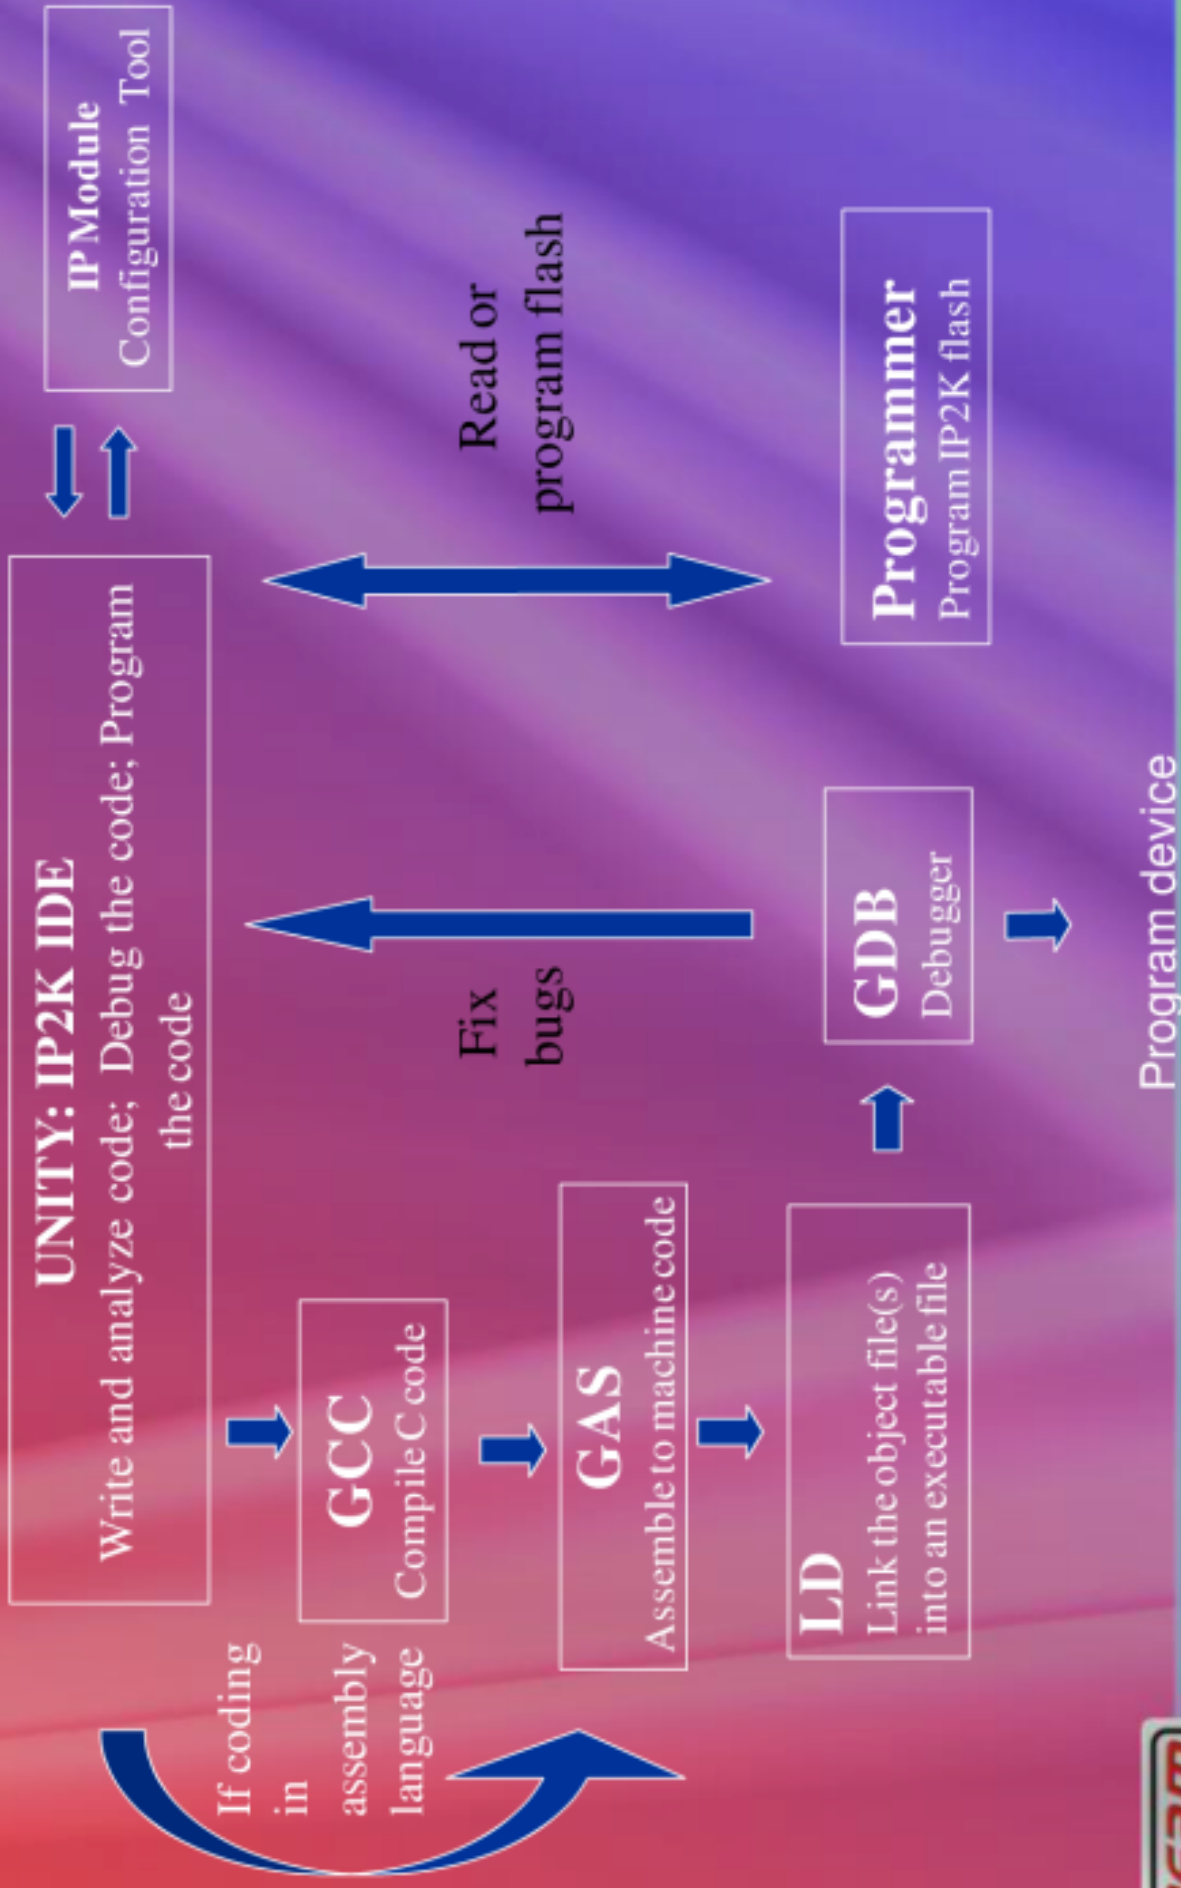 UNITY: IP2K IDE
Write and analyze code; Debug the code; Program
the code
IP Module
Configuration Tool
If coding
in
assembly
language
GCC
Compile C code
GAS
Assemble to machine code
LD
Link the object file(s)
into an executable file
Fix
bugs
GDB
Debugger
Read or
program flash
Programmer
Program IP2K flash
Program device